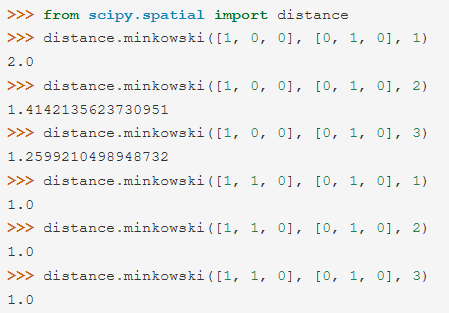 >>> from scipy.spatial import distance
>>> distance.minkowski([1, 0, 0], [0, 1, 0], 1)
2.0
>>> distance.minkowski([1, 0, 0], [0, 1, 0], 2)
1.4142135623730951
>>> distance.minkowski([1, 0, 0], [0, 1, 0], 3)
1.2599210498948732
>>> distance.minkowski([1, 1, 0], [0, 1, 0], 1)
1.0
>>> distance.minkowski([1, 1, 0], [0, 1, 0], 2)
1.0
>>> distance.minkowski([1, 1, 0], [0, 1, 0], 3)
1.0